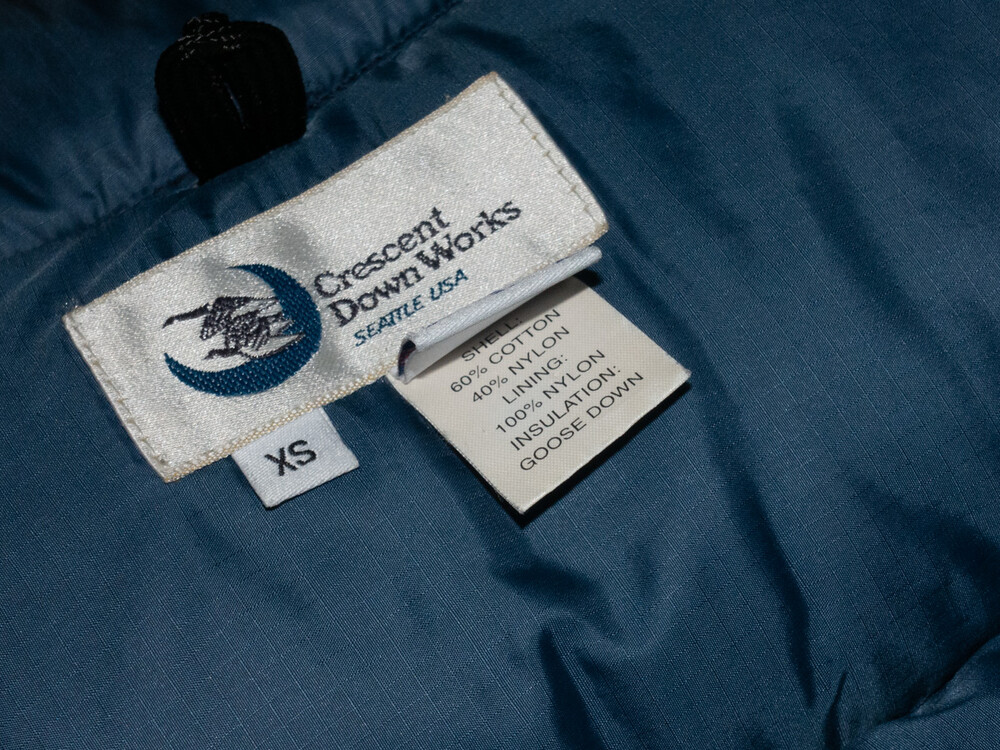 Crescent
Down Works
SEATTLE USA
XS
SHELL:
60% COTTON
40% NYLON
LINING:
100% NYLON
INSULATION:
GOOSE DOWN